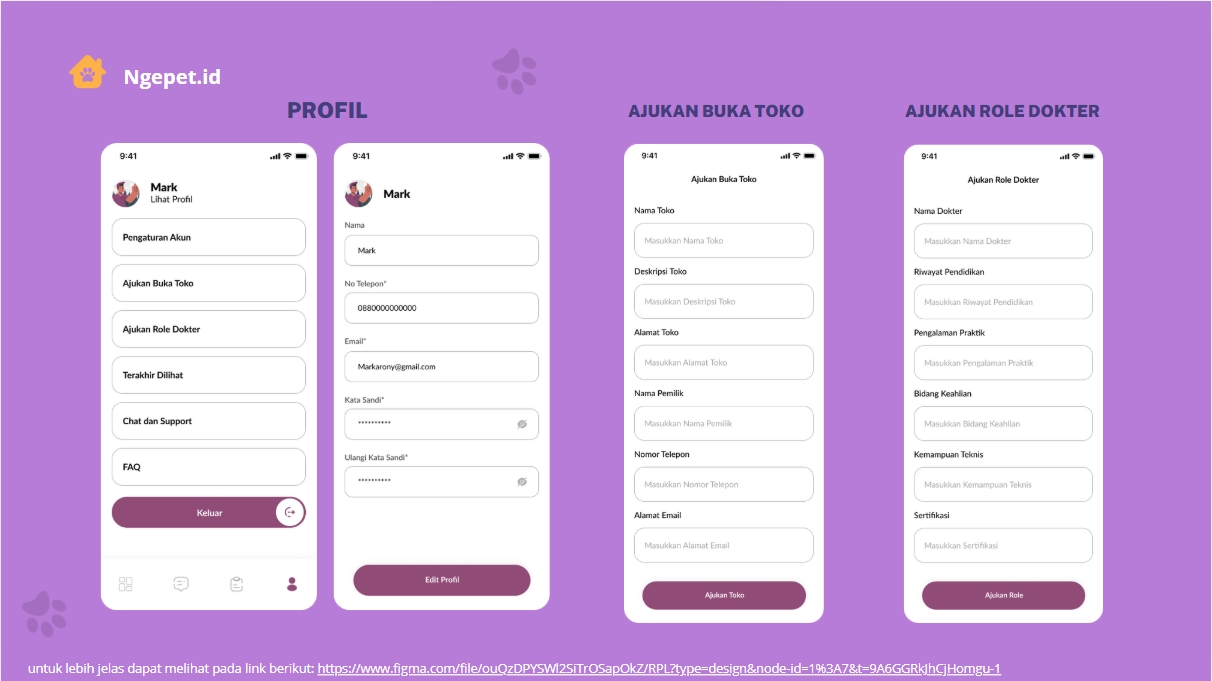 Ngepet.id
PROFIL
9:41
Mark
Lihat Profil
Pengaturan Akun
Ajukan Buka Toko
Ajukan Role Dokter
Terakhir Dilihat
Chat dan Support
FAQ
Keluar
9:41
Mark
Nama
Mark
No Telepon*
0880000000000
Email*
Markarony@gmail.com
Kata Sandi*
**********
Ulangi Kata Sandi*
**********
Edit Profil
AJUKAN BUKA TOKO
9:41
Ajukan Buka Toko
Nama Toko
Masukkan Nama Toko
Deskripsi Toko
Masukkan Deskripsi Toko
Alamat Toko
Masukkan Alamat Toko
Nama Pemilik
Masukkan Nama Pemilik
Nomor Telepon
Masukkan Nomor Telepon
Alamat Email
Masukkan Alamat Email
Ajukan Toko
AJUKAN ROLE DOKTER
9:41
Ajukan Role Dokter
Nama Dokter
Masukkan Nama Dokter
Riwayat Pendidikan
Masukkan Riwayat Pendidikan
Pengalaman Praktik
Masukkan Pengalaman Praktik
Bidang Keahlian
Masukkan Bidang Keahlian
Kemampuan Teknis
Masukkan Kemampuan Teknis
Sertifikasi
Masukkan Sertifikasi
Ajukan Role
untuk lebih jelas dapat melihat pada link berikut: https://www.figma.com/file/ouQzDPYSWl2SiTrOSapOkZ/RPL?type=design&node-id=1%3A7&t=9A6GGRkJhCjHomgu-1